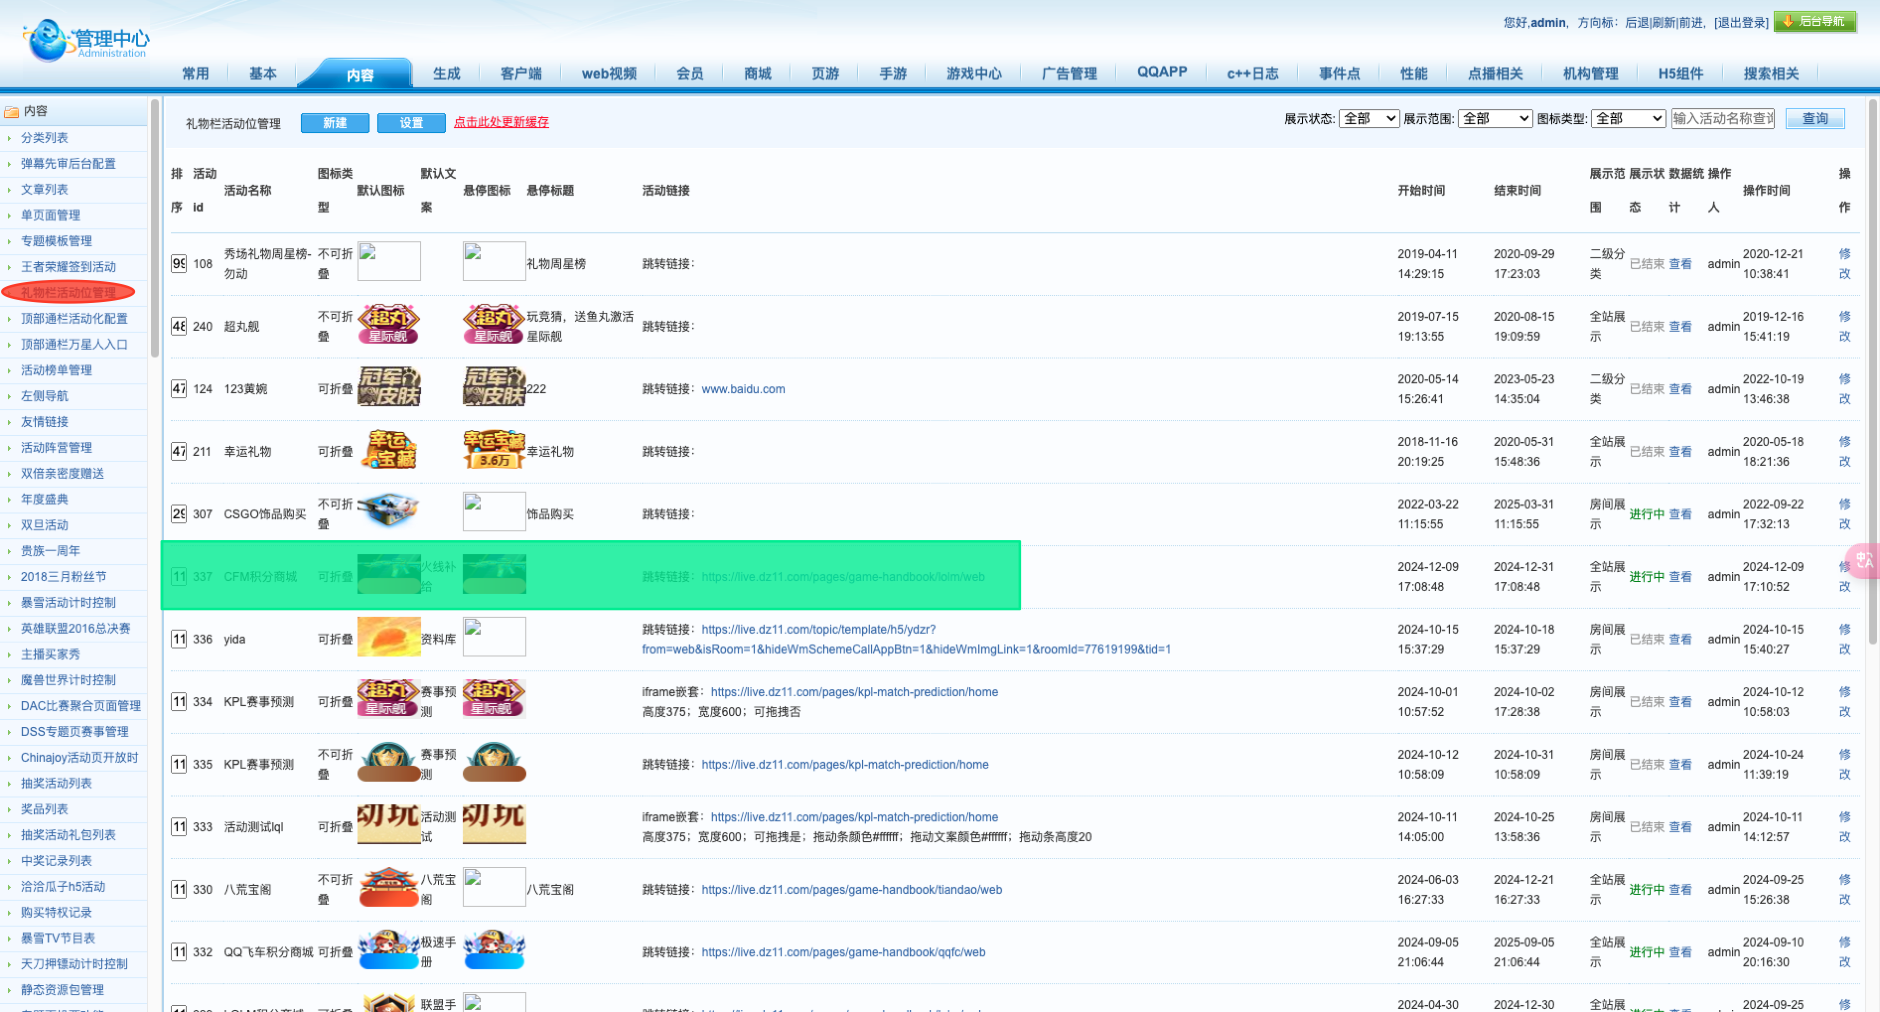 管理中心
Administration
您好,admin, 方向标: 后退|刷新|前进, [退出登录] 后台导航
常用 基本 内容 生成 客户端 web视频 会员 商城 页游 手游 游戏中心 广告管理 QQAPP c++日志 事件点 性能 点播相关 机构管理 H5组件 搜索相关
内容
分类列表
弹幕先审后台配置
文章列表
单页面管理
专题模板管理
王者荣耀签到活动
礼物栏活动位管理
顶部通栏活动化配置
顶部通栏万星人入口
活动榜单管理
左侧导航
友情链接
活动阵营管理
双倍亲密度赠送
年度盛典
双旦活动
贵族一周年
2018三月粉丝节
暴雪活动计时控制
英雄联盟2016总决赛
主播买家秀
魔兽世界计时控制
DAC比赛聚合页面管理
DSS专题页赛事管理
Chinajoy活动页开放时
抽奖活动列表
奖品列表
抽奖活动礼包列表
中奖记录列表
洽洽瓜子h5活动
购买特权记录
暴雪TV节目表
天刀押镖动计时控制
静态资源包管理
礼物栏活动位管理 新建 设置 点击此处更新缓存
展示状态: 全部 展示范围: 全部 图标类型: 全部 输入活动名称查询 查询
排序 活动id 活动名称 图标类型 默认图标 默认文案 悬停图标 悬停标题 活动链接 开始时间 结束时间 展示范围 展示状态 数据统计 操作人 操作时间 操作
99 108 秀场礼物周星榜-勿动 不可折叠 礼物周星榜 跳转链接: 2019-04-11 14:29:15 2020-09-29 17:23:03 二级分类 已结束 查看 admin 2020-12-21 10:38:41 修改
48 240 超丸舰 不可折叠 超丸 星际舰 超丸 星际舰 玩竞猜，送鱼丸激活星际舰 跳转链接: 2019-07-15 19:13:55 2020-08-15 19:09:59 全站展示 已结束 查看 admin 2019-12-16 15:41:19 修改
47 124 123黄婉 可折叠 冠军皮肤 冠军皮肤 222 跳转链接: www.baidu.com 2020-05-14 15:26:41 2023-05-23 14:35:04 二级分类 已结束 查看 admin 2022-10-19 13:46:38 修改
47 211 幸运礼物 可折叠 幸运宝藏 幸运宝藏 3.6万 幸运礼物 跳转链接: 2018-11-16 20:19:25 2020-05-31 15:48:36 全站展示 已结束 查看 admin 2020-05-18 18:21:36 修改
29 307 CSGO饰品购买 不可折叠 饰品购买 跳转链接: 2022-03-22 11:15:55 2025-03-31 11:15:55 房间展示 进行中 查看 admin 2022-09-22 17:32:13 修改
11 337 CFM积分商城 可折叠 火线补给 跳转链接: https://live.dz11.com/pages/game-handbook/lolm/web 2024-12-09 17:08:48 2024-12-31 17:08:48 全站展示 进行中 查看 admin 2024-12-09 17:10:52 修改
11 336 yida 可折叠 资料库 跳转链接: https://live.dz11.com/topic/template/h5/ydzr?from=web&isRoom=1&hideWmSchemeCallAppBtn=1&hideWmImgLink=1&roomId=77619199&tid=1 2024-10-15 15:37:29 2024-10-18 15:37:29 房间展示 已结束 查看 admin 2024-10-15 15:40:27 修改
11 334 KPL赛事预测 可折叠 超丸 星际舰 赛事预测 超丸 星际舰 iframe嵌套: https://live.dz11.com/pages/kpl-match-prediction/home 高度375; 宽度600; 可拖拽否 2024-10-01 10:57:52 2024-10-02 17:28:38 房间展示 已结束 查看 admin 2024-10-12 10:58:03 修改
11 335 KPL赛事预测 不可折叠 赛事预测 跳转链接: https://live.dz11.com/pages/kpl-match-prediction/home 2024-10-12 10:58:09 2024-10-31 10:58:09 房间展示 已结束 查看 admin 2024-10-24 11:39:19 修改
11 333 活动测试lql 可折叠 动玩 活动测试 动玩 iframe嵌套: https://live.dz11.com/pages/kpl-match-prediction/home 高度375; 宽度600; 可拖拽是; 拖动条颜色#ffffff; 拖动文案颜色#ffffff; 拖动条高度20 2024-10-11 14:05:00 2024-10-25 13:58:36 房间展示 已结束 查看 admin 2024-10-11 14:12:57 修改
11 330 八荒宝阁 不可折叠 八荒宝阁 八荒宝阁 跳转链接: https://live.dz11.com/pages/game-handbook/tiandao/web 2024-06-03 16:27:33 2024-12-21 16:27:33 全站展示 进行中 查看 admin 2024-09-25 15:26:38 修改
11 332 QQ飞车积分商城 可折叠 极速手册 跳转链接: https://live.dz11.com/pages/game-handbook/qqfc/web 2024-09-05 21:06:44 2025-09-05 21:06:44 全站展示 进行中 查看 admin 2024-09-10 20:16:30 修改
联盟手 2024-04-30 2024-12-30 全站展 2024-09-25 修